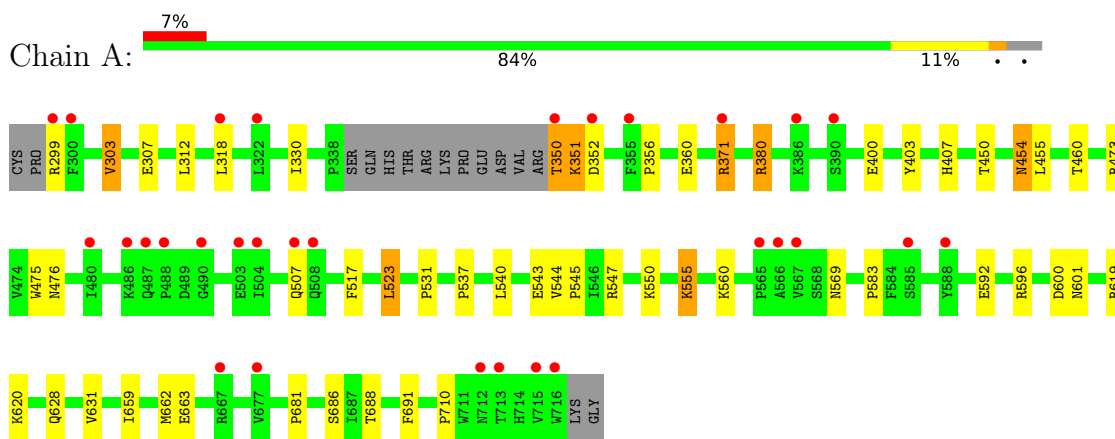 7%
Chain A:
84% 11% • •
CYS PRO R299 F300 V303 E307 L312 L318 L322 I330 P338 SER GLN HIS THR ARG LYS PRO GLU ASP VAL ARG T350 K351 D352 F355 P356 E360 R371 R380 K386 S390 E400 Y403 H407 T450 N454 L455 T460
V474 W475 N476 I480 K486 Q487 P488 D489 G490 E503 I504 Q507 Q508 F517 L523 P531 P537 L540 E543 V544 P545 I546 R547 K550 K555 K560 P565 A566 V567 S568 N569 P583 F584 S585 Y588 E592 R596 D600 N601
K620 Q628 V631 I659 M662 E663 R667 V677 P681 S686 I687 T688 F691 P710 W711 N712 T713 H714 V715 W716 LYS GLY